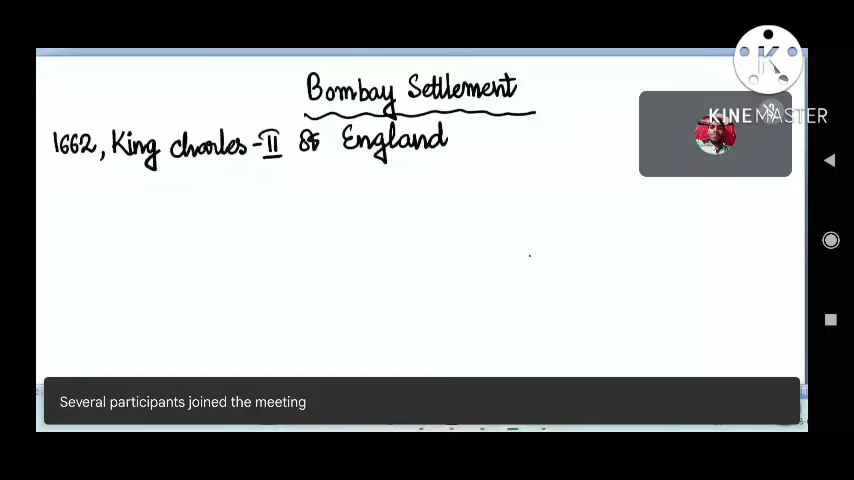 Bombay Settlement
1662, King charles - II of England
K
KINEMASTER
Several participants joined the meeting